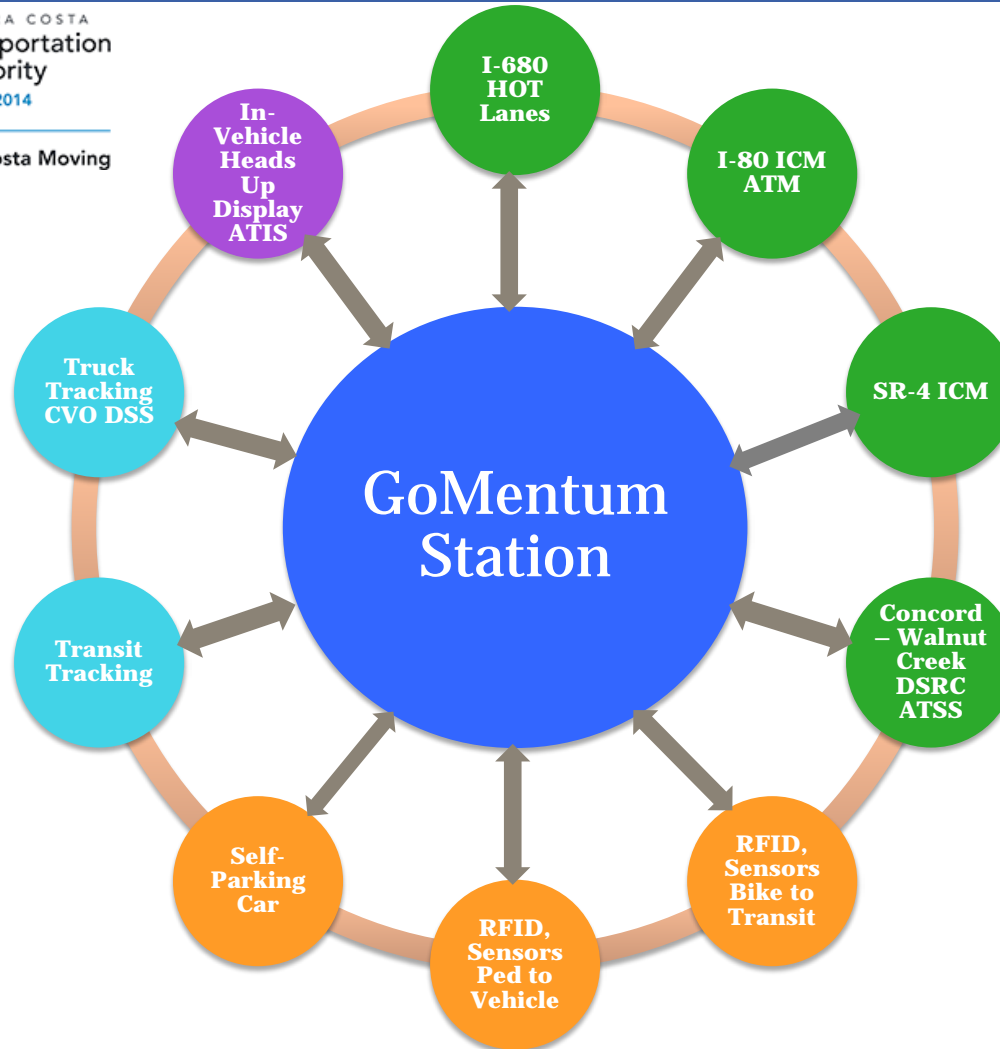 A COSTA
portation
ority
2014
osta Moving
I-680
HOT
Lanes
I-80 ICM
ATM
SR-4 ICM
Concord
– Walnut
Creek
DSRC
ATSS
RFID,
Sensors
Bike to
Transit
RFID,
Sensors
Ped to
Vehicle
Self-
Parking
Car
Transit
Tracking
Truck
Tracking
CVO DSS
In-
Vehicle
Heads
Up
Display
ATIS
GoMentum
Station